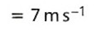 = 7 m s⁻¹